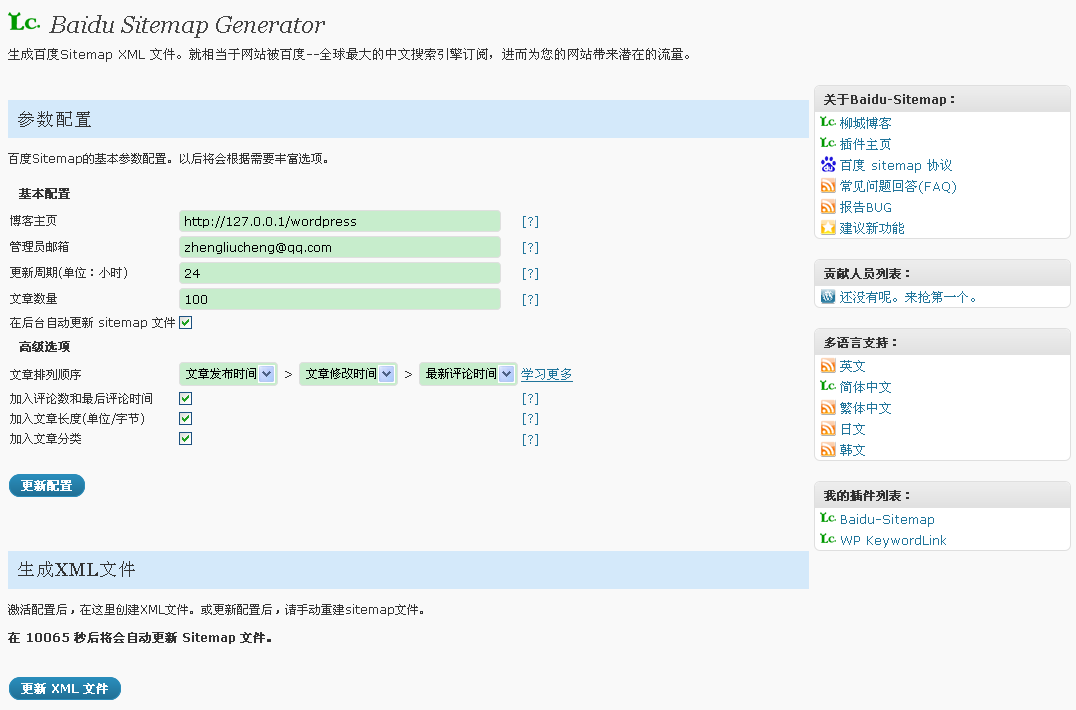 Lc. Baidu Sitemap Generator
生成百度Sitemap XML 文件。就相当于网站被百度--全球最大的中文搜索引擎订阅，进而为您的网站带来潜在的流量。
参数配置
百度Sitemap的基本参数配置。以后将会根据需要丰富选项。
基本配置
博客主页 http://127.0.0.1/wordpress [?]
管理员邮箱 zhengliucheng@qq.com [?]
更新周期(单位：小时) 24 [?]
文章数量 100 [?]
在后台自动更新 sitemap 文件
高级选项
文章排列顺序 文章发布时间 > 文章修改时间 > 最新评论时间 学习更多
加入评论数和最后评论时间 [?]
加入文章长度(单位/字节) [?]
加入文章分类 [?]
更新配置
生成XML文件
激活配置后，在这里创建XML文件。或更新配置后，请手动重建sitemap文件。
在 10065 秒后将会自动更新 Sitemap 文件。
更新 XML 文件
关于Baidu-Sitemap：
Lc. 柳城博客
Lc. 插件主页
百度 sitemap 协议
常见问题回答(FAQ)
报告BUG
建议新功能
贡献人员列表：
还没有呢。来抢第一个。
多语言支持：
英文
Lc. 简体中文
繁体中文
日文
韩文
我的插件列表：
Lc. Baidu-Sitemap
Lc. WP KeywordLink